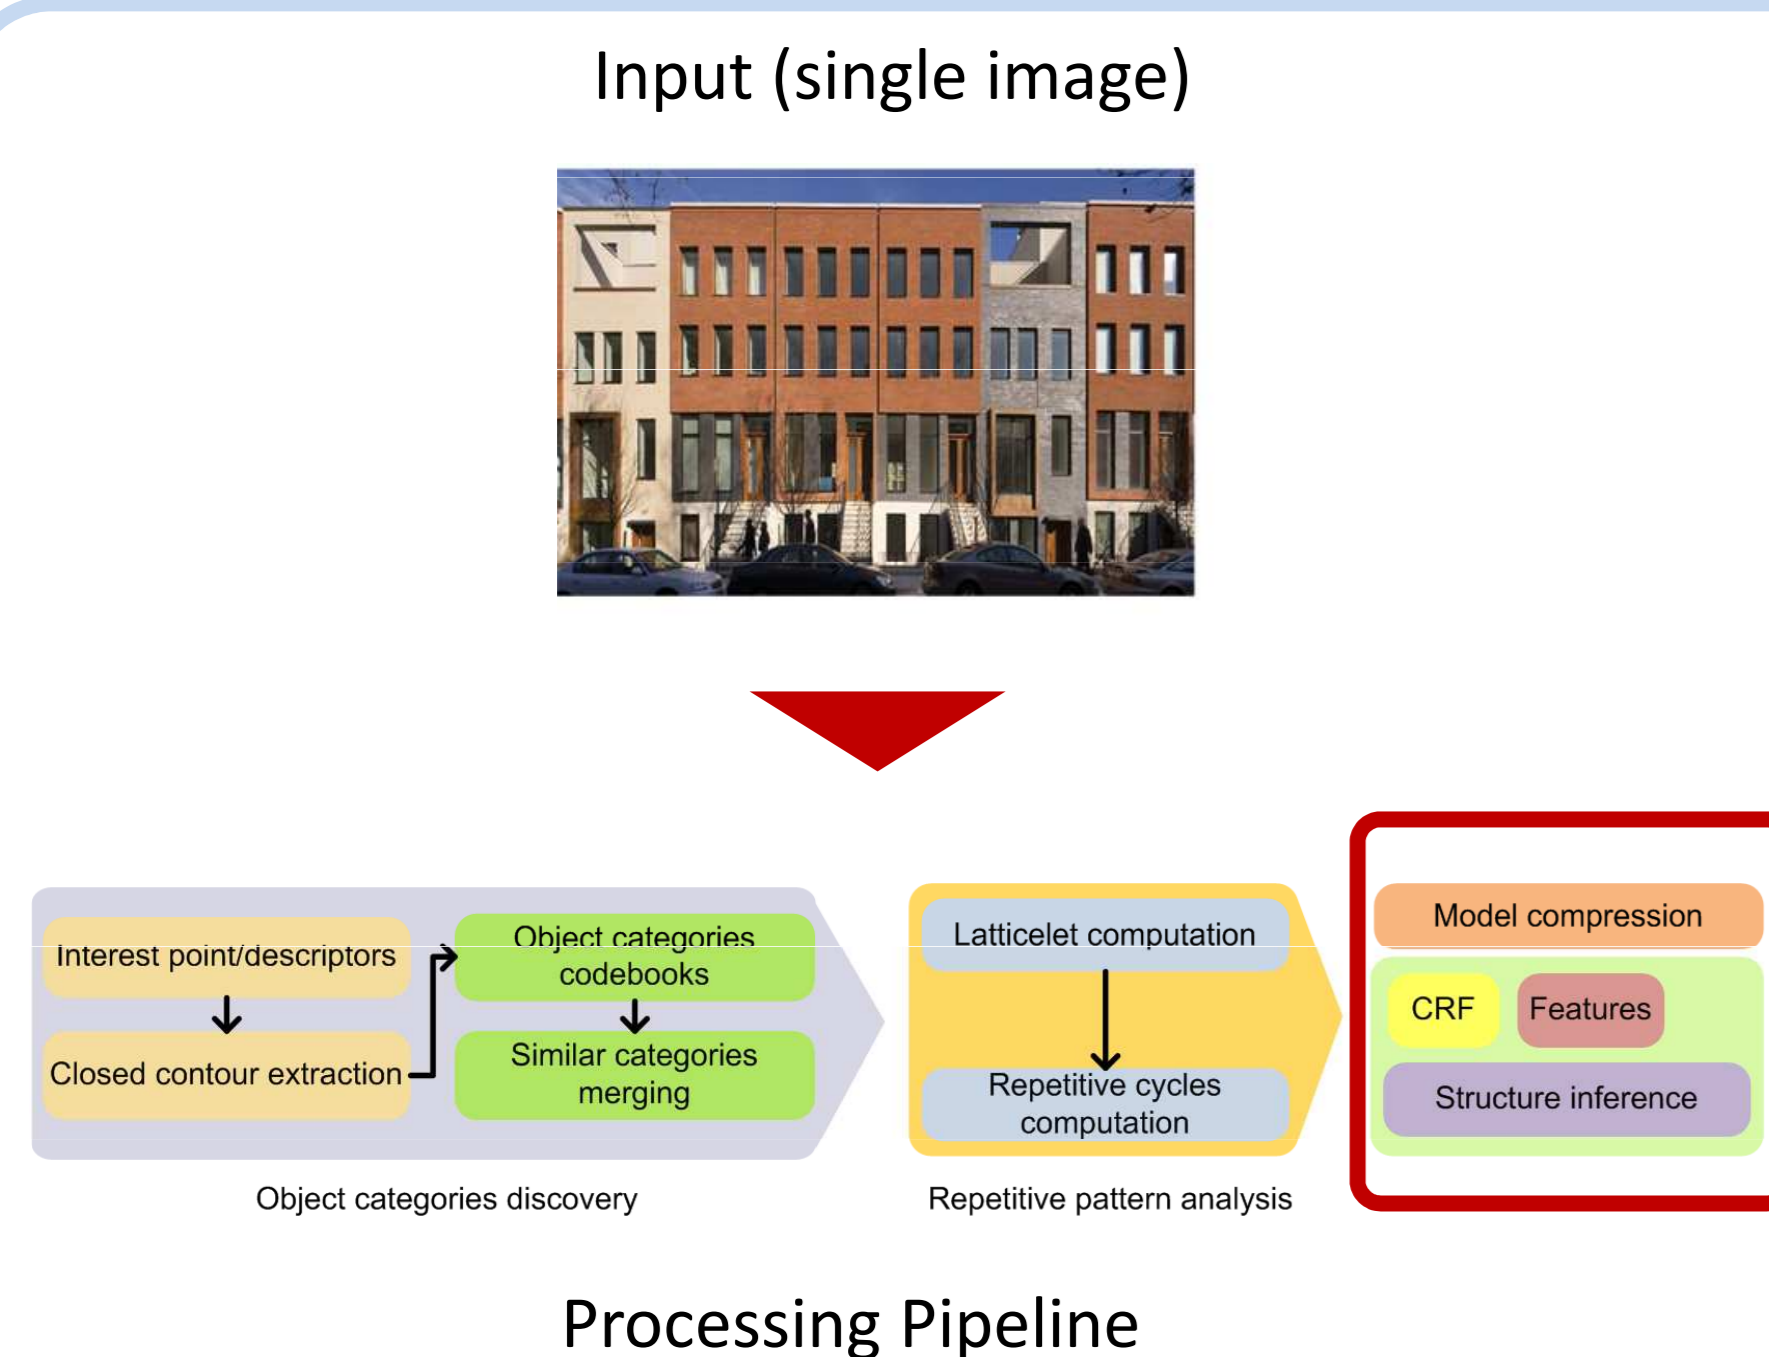 Input (single image)
Interest point/descriptors
Closed contour extraction
Object categories
codebooks
Similar categories
merging
Object categories discovery
Latticelet computation
Repetitive cycles
computation
Repetitive pattern analysis
Model compression
CRF
Features
Structure inference
Processing Pipeline